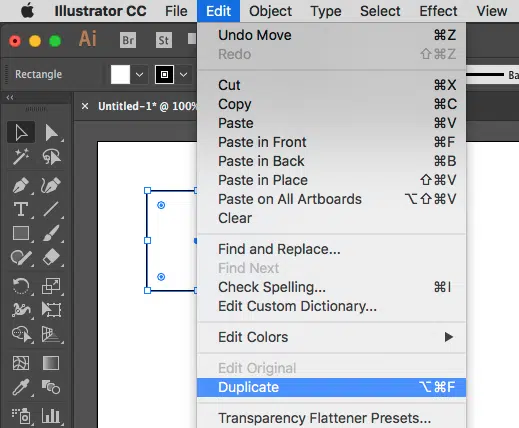 Illustrator CC File Edit Object Type Select Effect View
Ai Br St
Rectangle Ba
× Untitled-1* @ 100%
T
Undo Move ⌘Z
Redo ⇧⌘Z
Cut ⌘X
Copy ⌘C
Paste ⌘V
Paste in Front ⌘F
Paste in Back ⌘B
Paste in Place ⇧⌘V
Paste on All Artboards ⌥⇧⌘V
Clear
Find and Replace...
Find Next
Check Spelling... ⌘I
Edit Custom Dictionary...
Edit Colors
Edit Original
Duplicate ⌥⌘F
Transparency Flattener Presets...